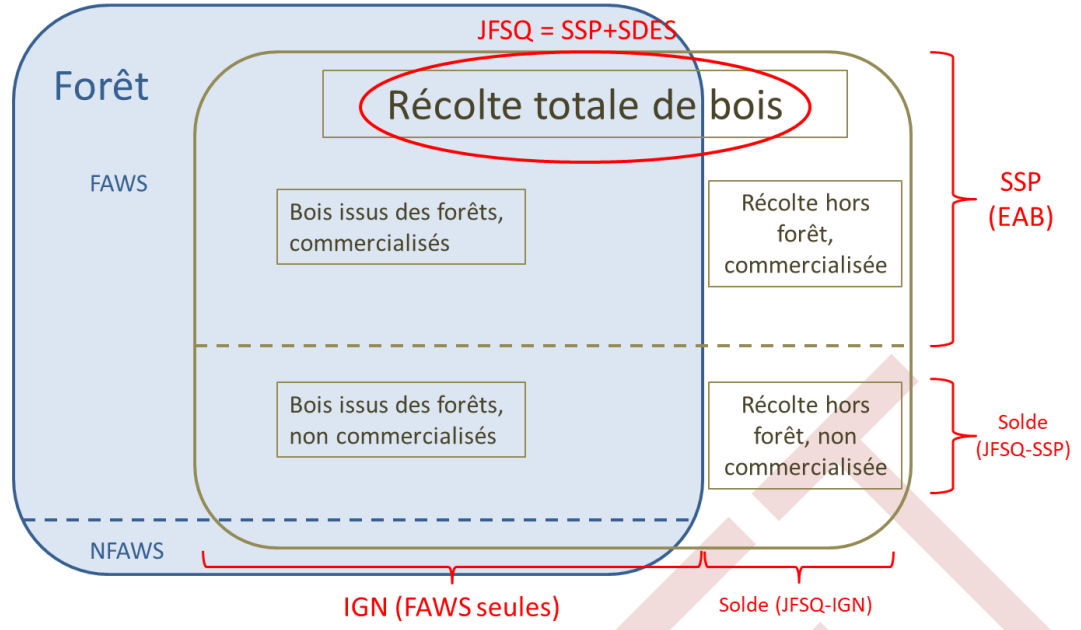 JFSQ = SSP+SDES
Forêt
Récolte totale de bois
FAWS
SSP
(EAB)
Bois issus des forêts,
commercialisés
Récolte hors
forêt,
commercialisée
Bois issus des forêts,
non commercialisés
Récolte hors
forêt, non
commercialisée
Solde
(JFSQ-SSP)
NFAWS
IGN (FAWS seules)
Solde (JFSQ-IGN)